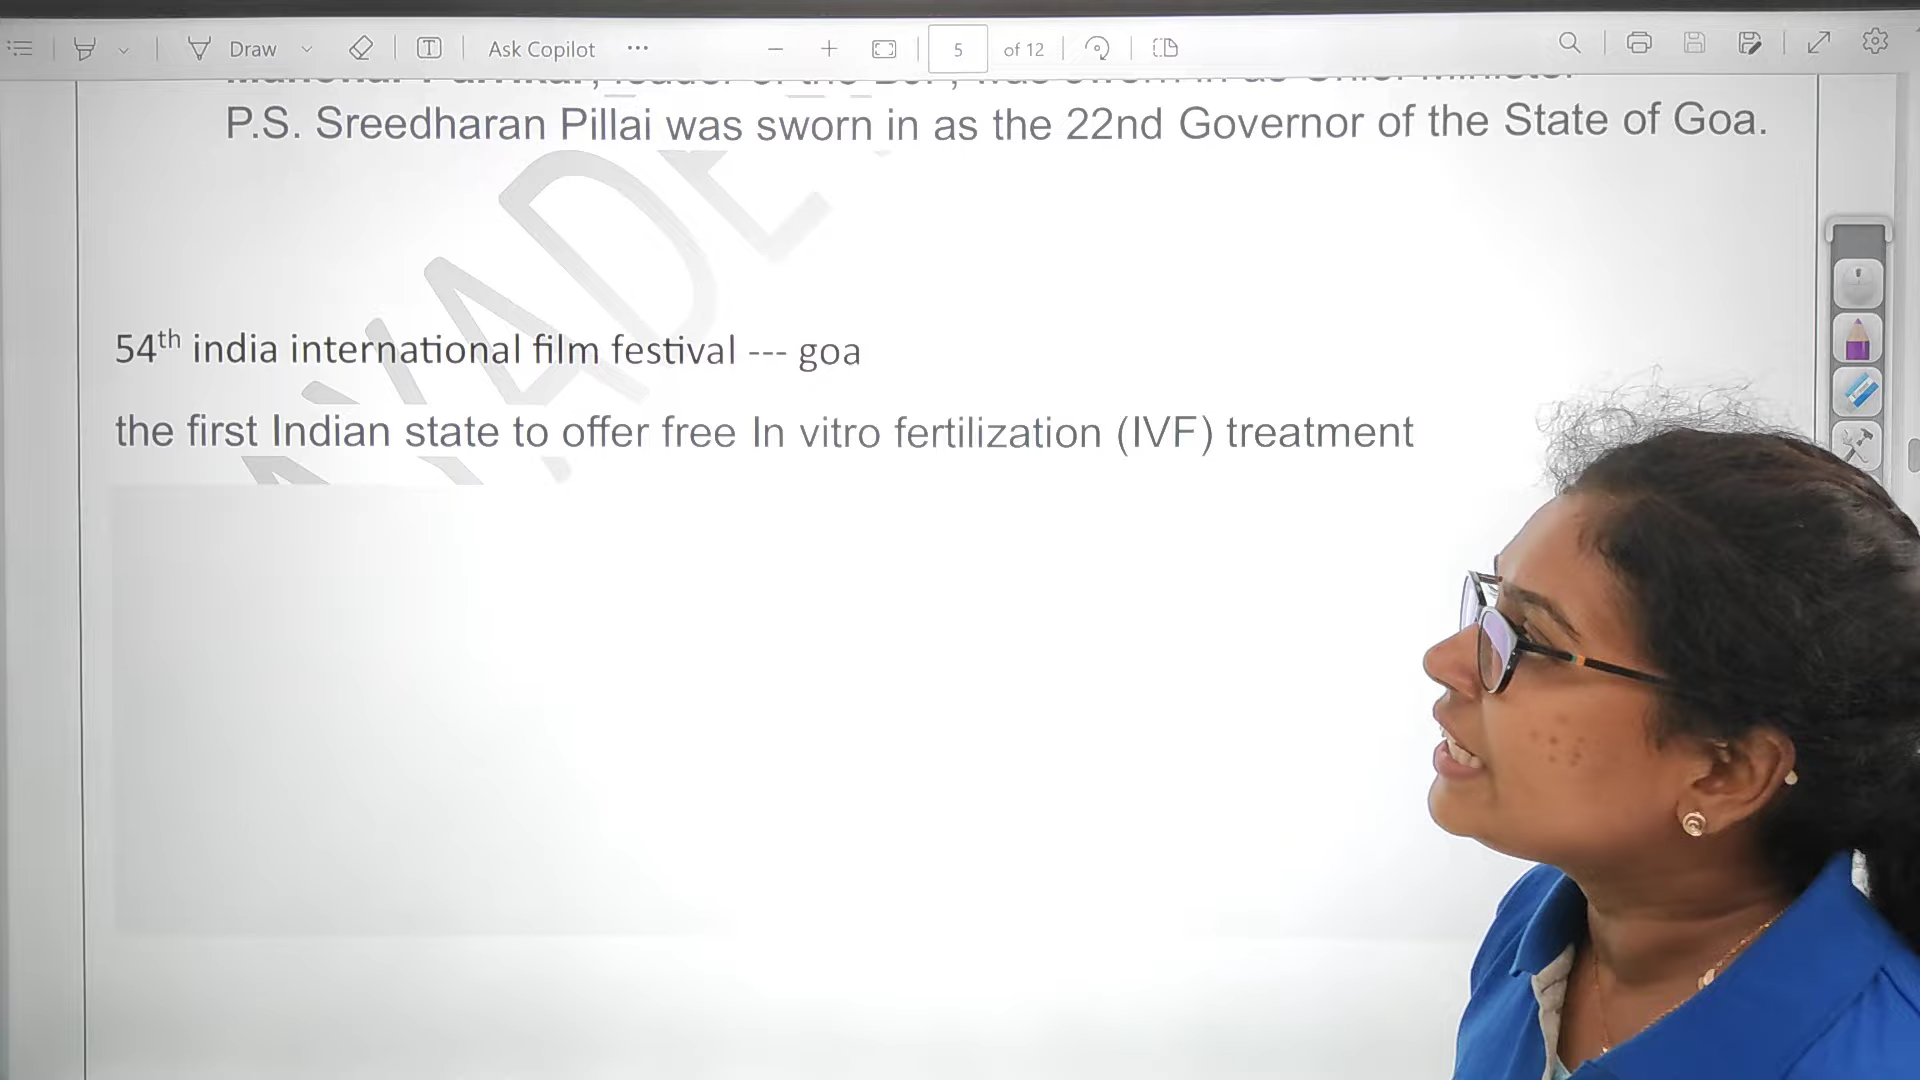 Draw
Ask Copilot
5 of 12
P.S. Sreedharan Pillai was sworn in as the 22nd Governor of the State of Goa.
54th india international film festival --- goa
the first Indian state to offer free In vitro fertilization (IVF) treatment